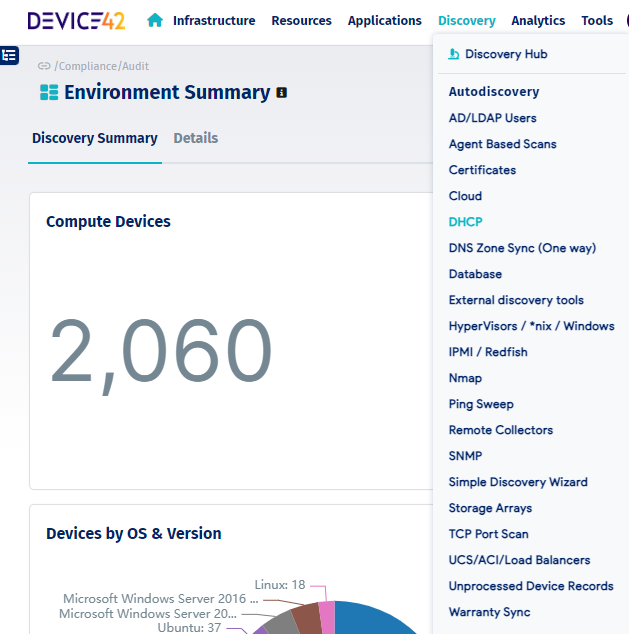 DEVICE42
Infrastructure Resources Applications Discovery Analytics Tools
/Compliance/Audit
Environment Summary
Discovery Summary Details
Compute Devices
2,060
Devices by OS & Version
Linux: 18
Microsoft Windows Server 2016 ...
Microsoft Windows Server 20...
Ubuntu: 37
Discovery Hub
Autodiscovery
AD/LDAP Users
Agent Based Scans
Certificates
Cloud
DHCP
DNS Zone Sync (One way)
Database
External discovery tools
HyperVisors / *nix / Windows
IPMI / Redfish
Nmap
Ping Sweep
Remote Collectors
SNMP
Simple Discovery Wizard
Storage Arrays
TCP Port Scan
UCS/ACI/Load Balancers
Unprocessed Device Records
Warranty Sync